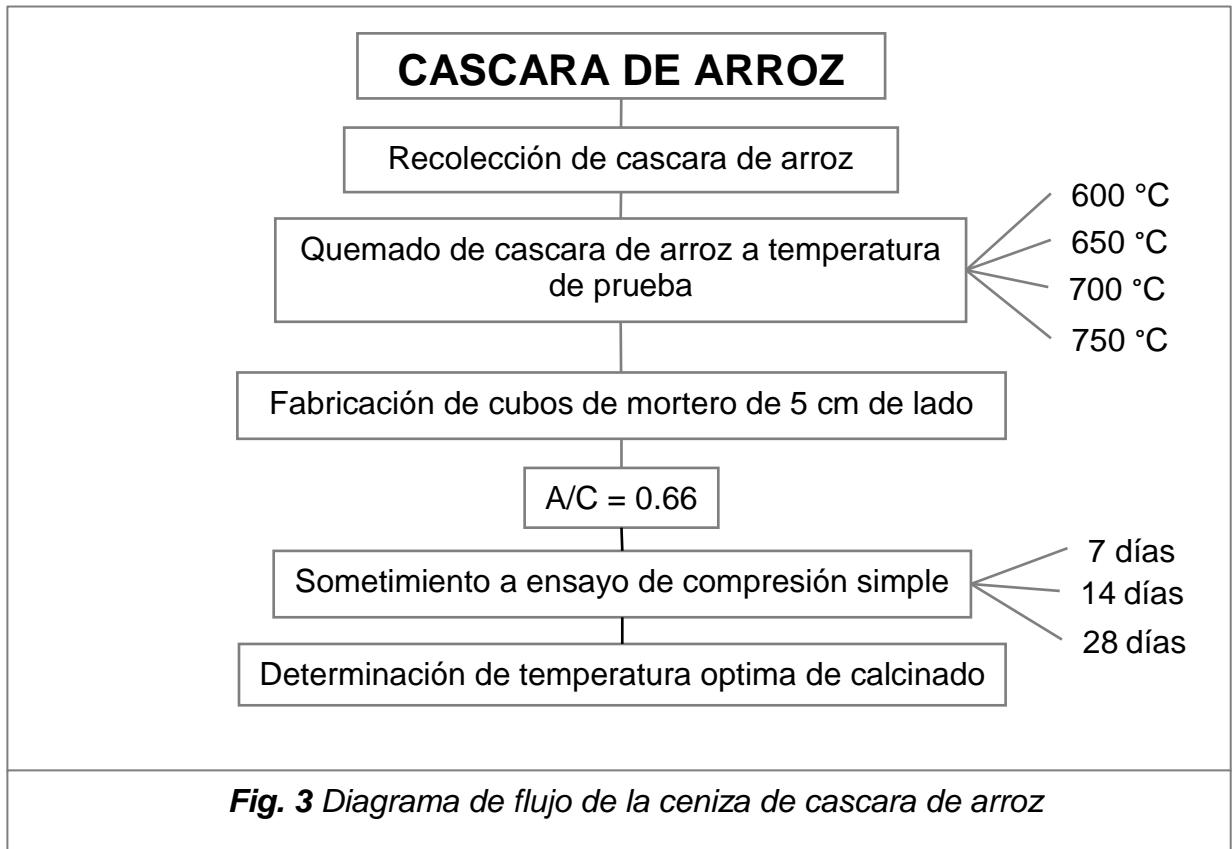 CASCARA DE ARROZ
Recolección de cascara de arroz
Quemado de cascara de arroz a temperatura
de prueba
600 °C
650 °C
700 °C
750 °C
Fabricación de cubos de mortero de 5 cm de lado
A/C = 0.66
Sometimiento a ensayo de compresión simple
7 días
14 días
28 días
Determinación de temperatura optima de calcinado
Fig. 3 Diagrama de flujo de la ceniza de cascara de arroz